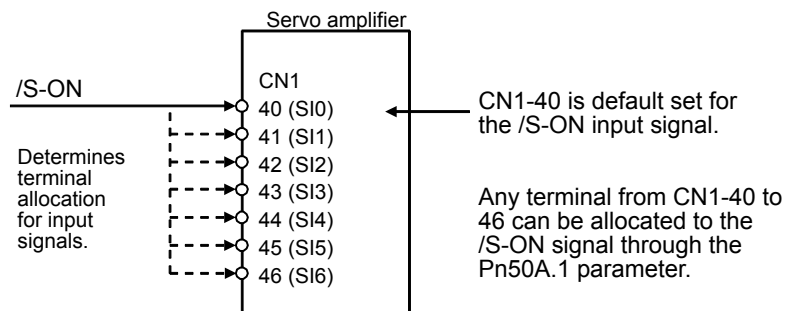 Servo amplifier
/S-ON
CN1
40 (SI0)
41 (SI1)
42 (SI2)
43 (SI3)
44 (SI4)
45 (SI5)
46 (SI6)
Determines
terminal
allocation
for input
signals.
CN1-40 is default set for
the /S-ON input signal.
Any terminal from CN1-40 to
46 can be allocated to the
/S-ON signal through the
Pn50A.1 parameter.